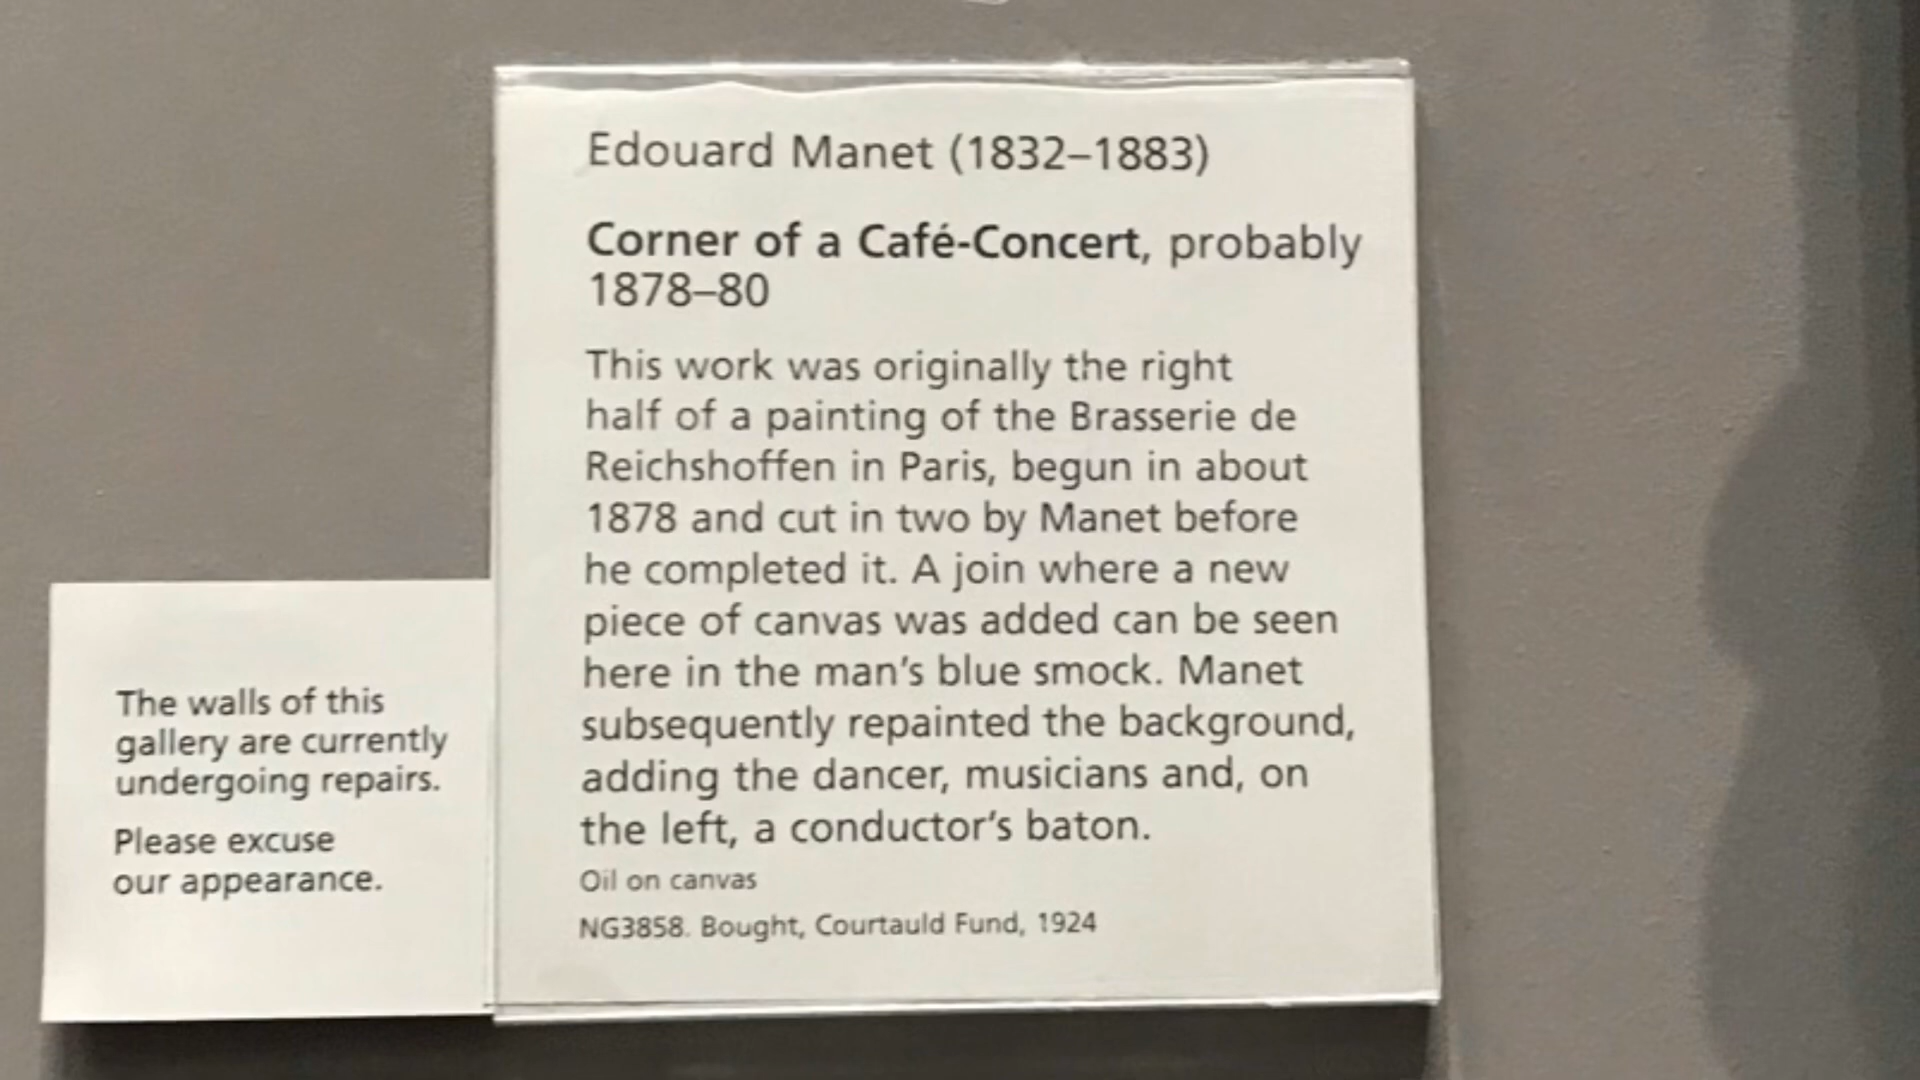 Edouard Manet (1832–1883)
Corner of a Café-Concert, probably
1878–80
This work was originally the right
half of a painting of the Brasserie de
Reichshoffen in Paris, begun in about
1878 and cut in two by Manet before
he completed it. A join where a new
piece of canvas was added can be seen
here in the man's blue smock. Manet
subsequently repainted the background,
adding the dancer, musicians and, on
the left, a conductor's baton.
Oil on canvas
NG3858. Bought, Courtauld Fund, 1924
The walls of this
gallery are currently
undergoing repairs.
Please excuse
our appearance.